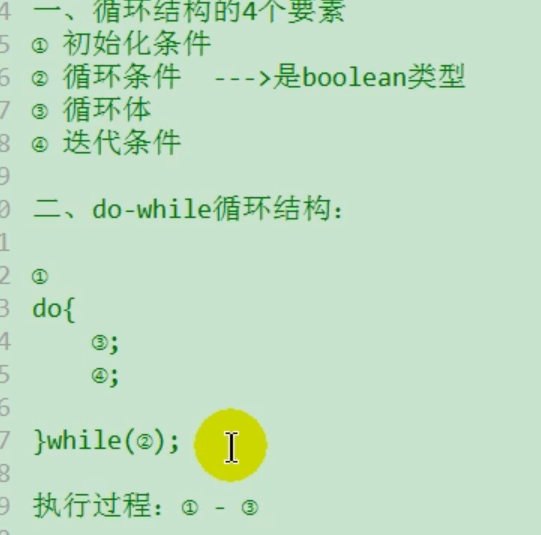 4 一、循环结构的4个要素
5 ① 初始化条件
6 ② 循环条件 --->是boolean类型
7 ③ 循环体
8 ④ 迭代条件
9
0 二、do-while循环结构：
1
2 ①
3 do{
4 ③;
5 ④;
6
7 }while(②);
8
9 执行过程：① - ③